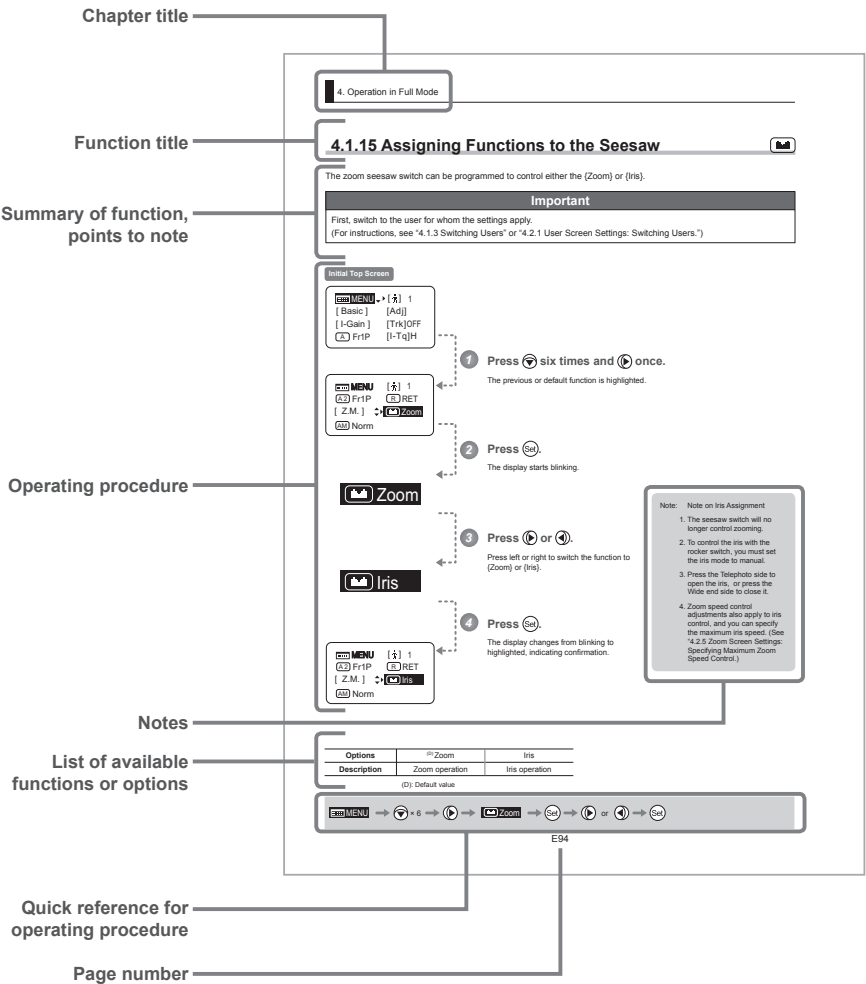 Chapter title
4. Operation in Full Mode
Function title
4.1.15 Assigning Functions to the Seesaw
Summary of function,
points to note
The zoom seesaw switch can be programmed to control either the {Zoom} or {Iris}.
Important
First, switch to the user for whom the settings apply.
(For instructions, see “4.1.3 Switching Users” or “4.2.1 User Screen Settings: Switching Users.”)
Operating procedure
Initial Top Screen
MENU [ ] 1
[ Basic ] [Adj]
[ I-Gain ] [Trk]OFF
A Fr1P [I-Tq]H
1 Press six times and once.
The previous or default function is highlighted.
MENU [ ] 1
A2 Fr1P R RET
[ Z.M. ] Zoom
AM Norm
2 Press Set.
The display starts blinking.
Zoom
3 Press or .
Press left or right to switch the function to
{Zoom} or {Iris}.
Iris
4 Press Set.
The display changes from blinking to
highlighted, indicating confirmation.
MENU [ ] 1
A2 Fr1P R RET
[ Z.M. ] Iris
AM Norm
Note: Note on Iris Assignment
1. The seesaw switch will no
longer control zooming.
2. To control the iris with the
rocker switch, you must set
the iris mode to manual.
3. Press the Telephoto side to
open the iris, or press the
Wide end side to close it.
4. Zoom speed control
adjustments also apply to iris
control, and you can specify
the maximum iris speed. (See
“4.2.5 Zoom Screen Settings:
Specifying Maximum Zoom
Speed Control.)
Notes
List of available
functions or options
Options (D) Zoom Iris
Description Zoom operation Iris operation
(D): Default value
MENU → × 6 → → Zoom → Set → or → Set
E94
Quick reference for
operating procedure
Page number